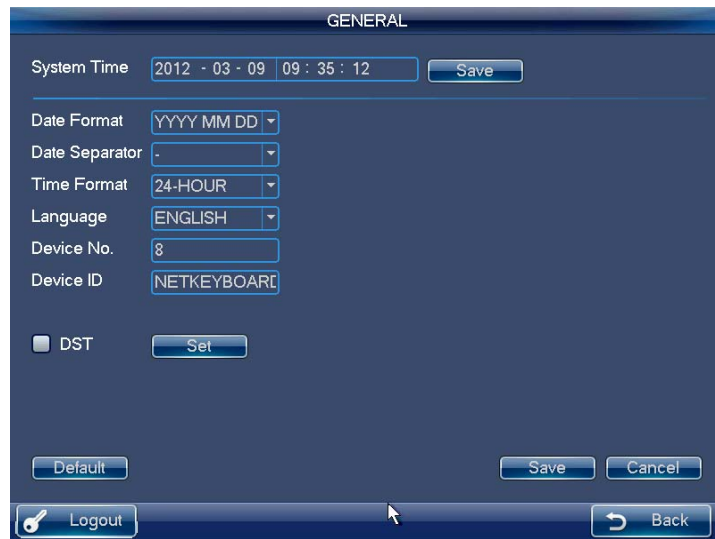 GENERAL
System Time 2012 - 03 - 09 09 : 35 : 12 Save
Date Format YYYY MM DD
Date Separator -
Time Format 24-HOUR
Language ENGLISH
Device No. 8
Device ID NETKEYBOARD
DST Set
Default Save Cancel
Logout Back